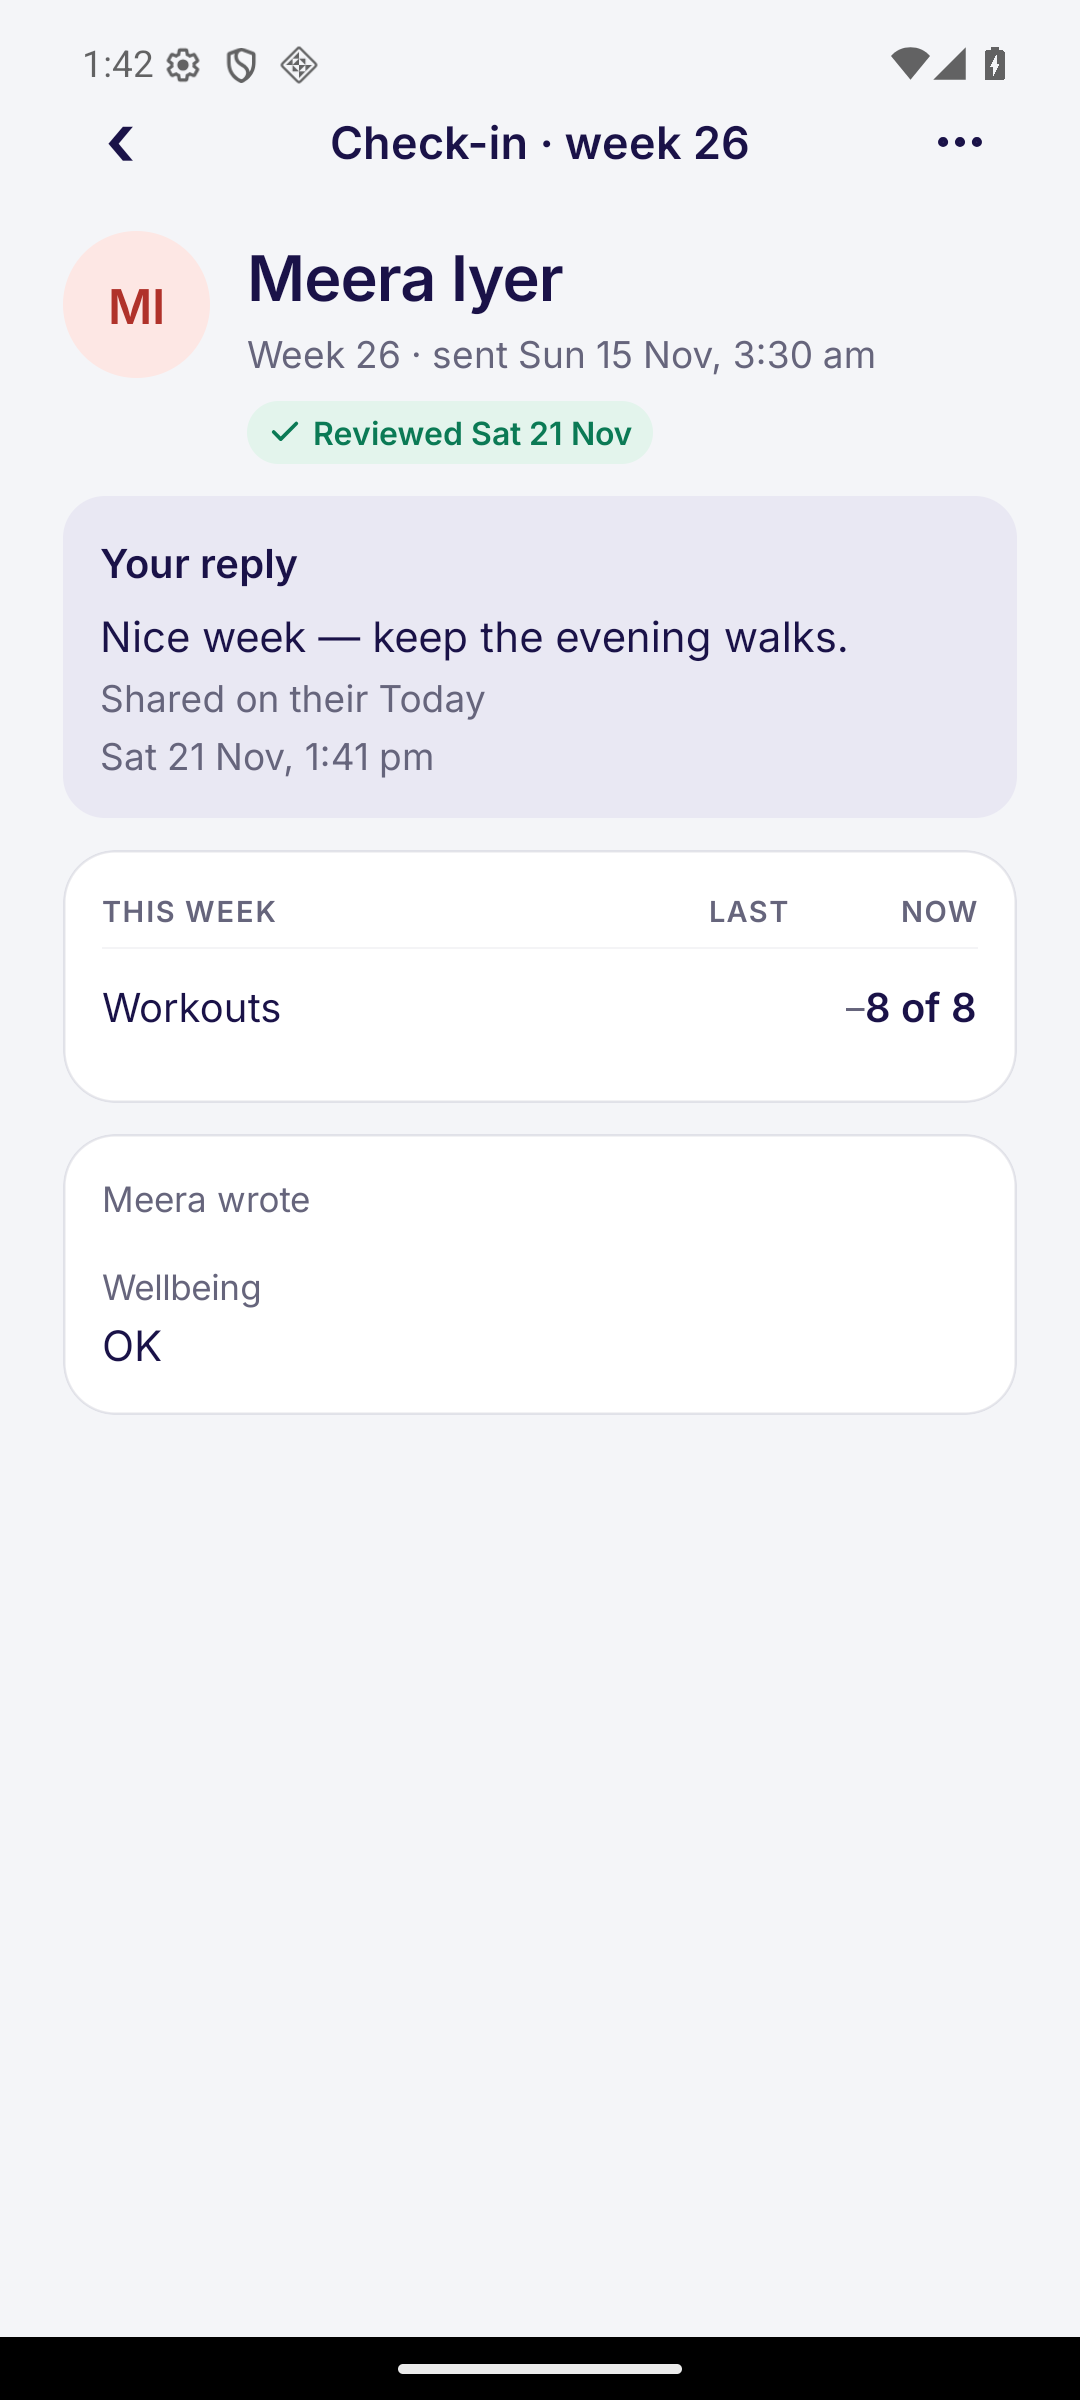 1:42
Check-in · week 26
MI
Meera Iyer
Week 26 · sent Sun 15 Nov, 3:30 am
Reviewed Sat 21 Nov
Your reply
Nice week — keep the evening walks.
Shared on their Today
Sat 21 Nov, 1:41 pm
THIS WEEK LAST NOW
Workouts –8 of 8
Meera wrote
Wellbeing
OK